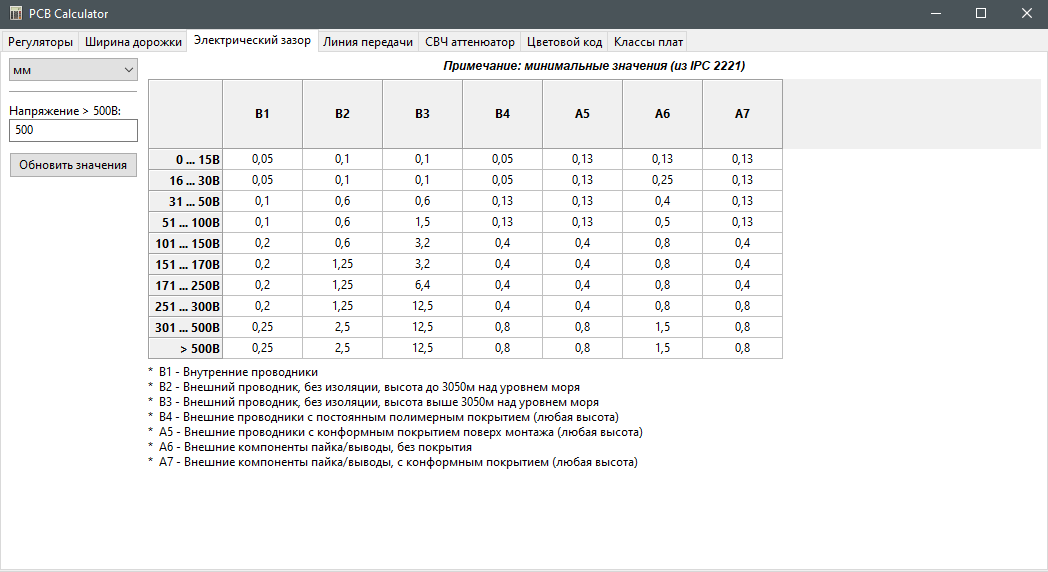 PCB Calculator
Регуляторы Ширина дорожки Электрический зазор Линия передачи СВЧ аттенюатор Цветовой код Классы плат
мм
Примечание: минимальные значения (из IPC 2221)
Напряжение > 500В:
500
Обновить значения
B1 B2 B3 B4 A5 A6 A7
0 ... 15В 0,05 0,1 0,1 0,05 0,13 0,13 0,13
16 ... 30В 0,05 0,1 0,1 0,05 0,13 0,25 0,13
31 ... 50В 0,1 0,6 0,6 0,13 0,13 0,4 0,13
51 ... 100В 0,1 0,6 1,5 0,13 0,13 0,5 0,13
101 ... 150В 0,2 0,6 3,2 0,4 0,4 0,8 0,4
151 ... 170В 0,2 1,25 3,2 0,4 0,4 0,8 0,4
171 ... 250В 0,2 1,25 6,4 0,4 0,4 0,8 0,4
251 ... 300В 0,2 1,25 12,5 0,4 0,4 0,8 0,8
301 ... 500В 0,25 2,5 12,5 0,8 0,8 1,5 0,8
> 500В 0,25 2,5 12,5 0,8 0,8 1,5 0,8
* B1 - Внутренние проводники
* B2 - Внешний проводник, без изоляции, высота до 3050м над уровнем моря
* B3 - Внешний проводник, без изоляции, высота выше 3050м над уровнем моря
* B4 - Внешние проводники с постоянным полимерным покрытием (любая высота)
* A5 - Внешние проводники с конформным покрытием поверх монтажа (любая высота)
* A6 - Внешние компоненты пайка/выводы, без покрытия
* A7 - Внешние компоненты пайка/выводы, с конформным покрытием (любая высота)